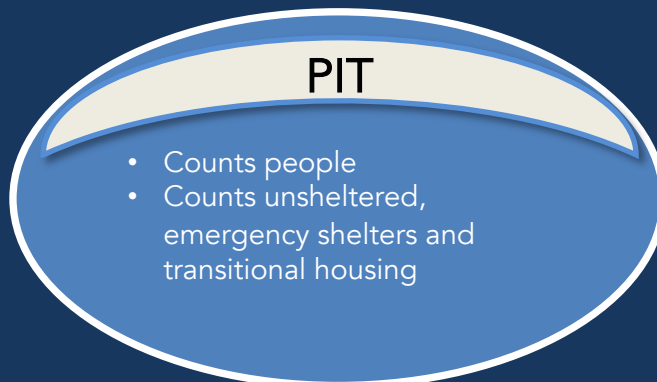 PIT
• Counts people
• Counts unsheltered,
emergency shelters and
transitional housing